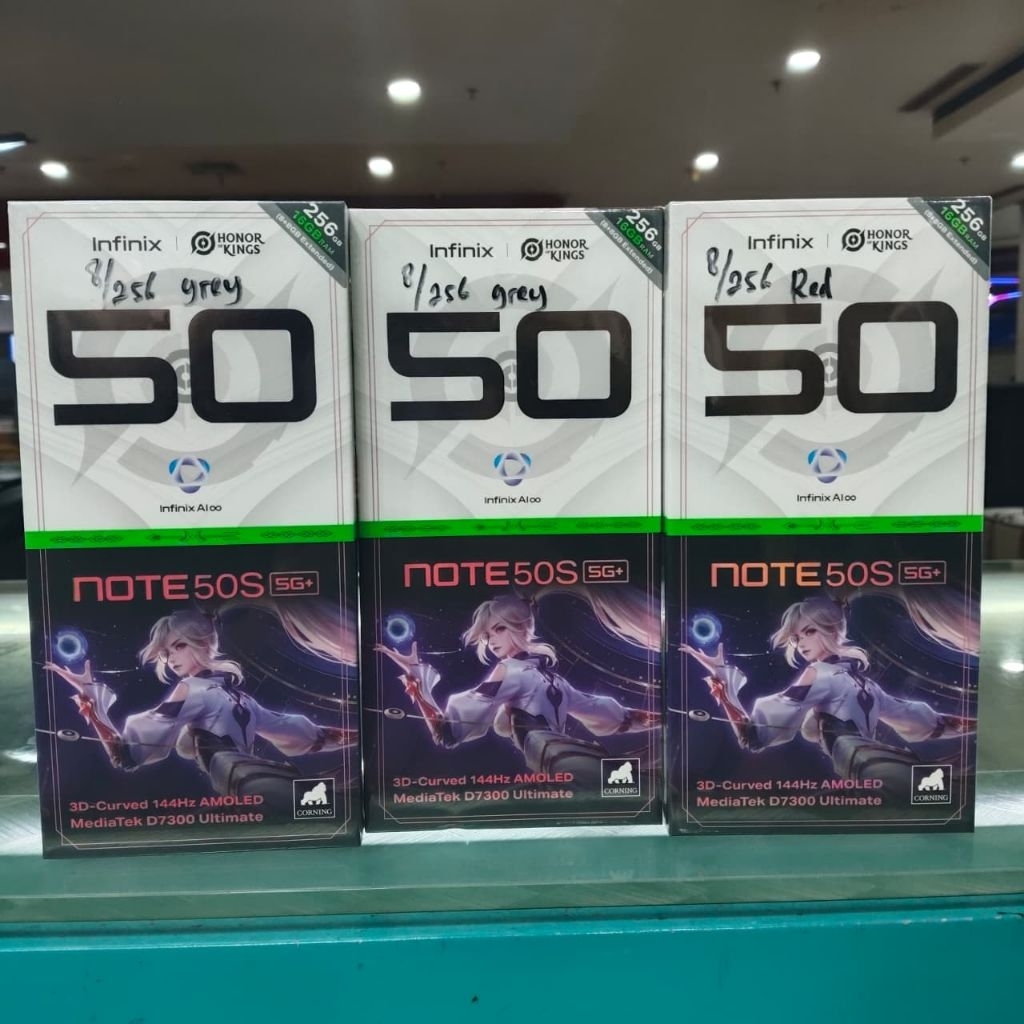 Infinix | HONOR OF KINGS
256GB
16GB RAM
(8+8GB Extended)
8/256 grey
50
Infinix AI∞
NOTE 50S 5G+
3D-Curved 144Hz AMOLED
MediaTek D7300 Ultimate
CORNING
Infinix | HONOR OF KINGS
256GB
16GB RAM
(8+8GB Extended)
8/256 grey
50
Infinix AI∞
NOTE 50S 5G+
3D-Curved 144Hz AMOLED
MediaTek D7300 Ultimate
CORNING
Infinix | HONOR OF KINGS
256GB
16GB RAM
(8+8GB Extended)
8/256 Red
50
Infinix AI∞
NOTE 50S 5G+
3D-Curved 144Hz AMOLED
MediaTek D7300 Ultimate
CORNING